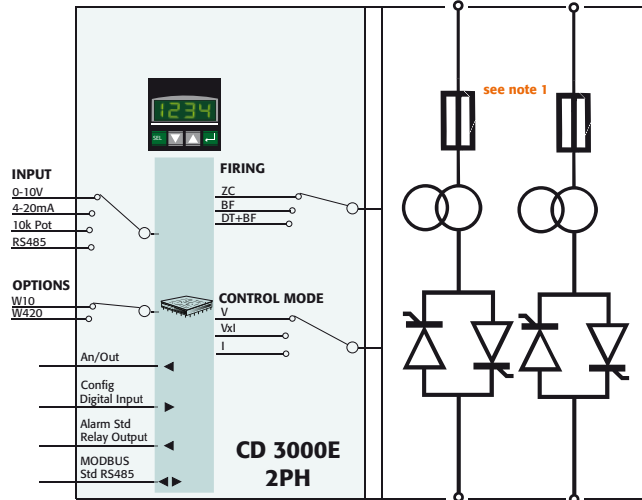 1234
SEL
see note 1
INPUT
0-10V
4-20mA
10k Pot
RS485
FIRING
ZC
BF
DT+BF
OPTIONS
W10
W420
CONTROL MODE
V
VxI
I
An/Out
Config
Digital Input
Alarm Std
Relay Output
MODBUS
Std RS485
CD 3000E
2PH